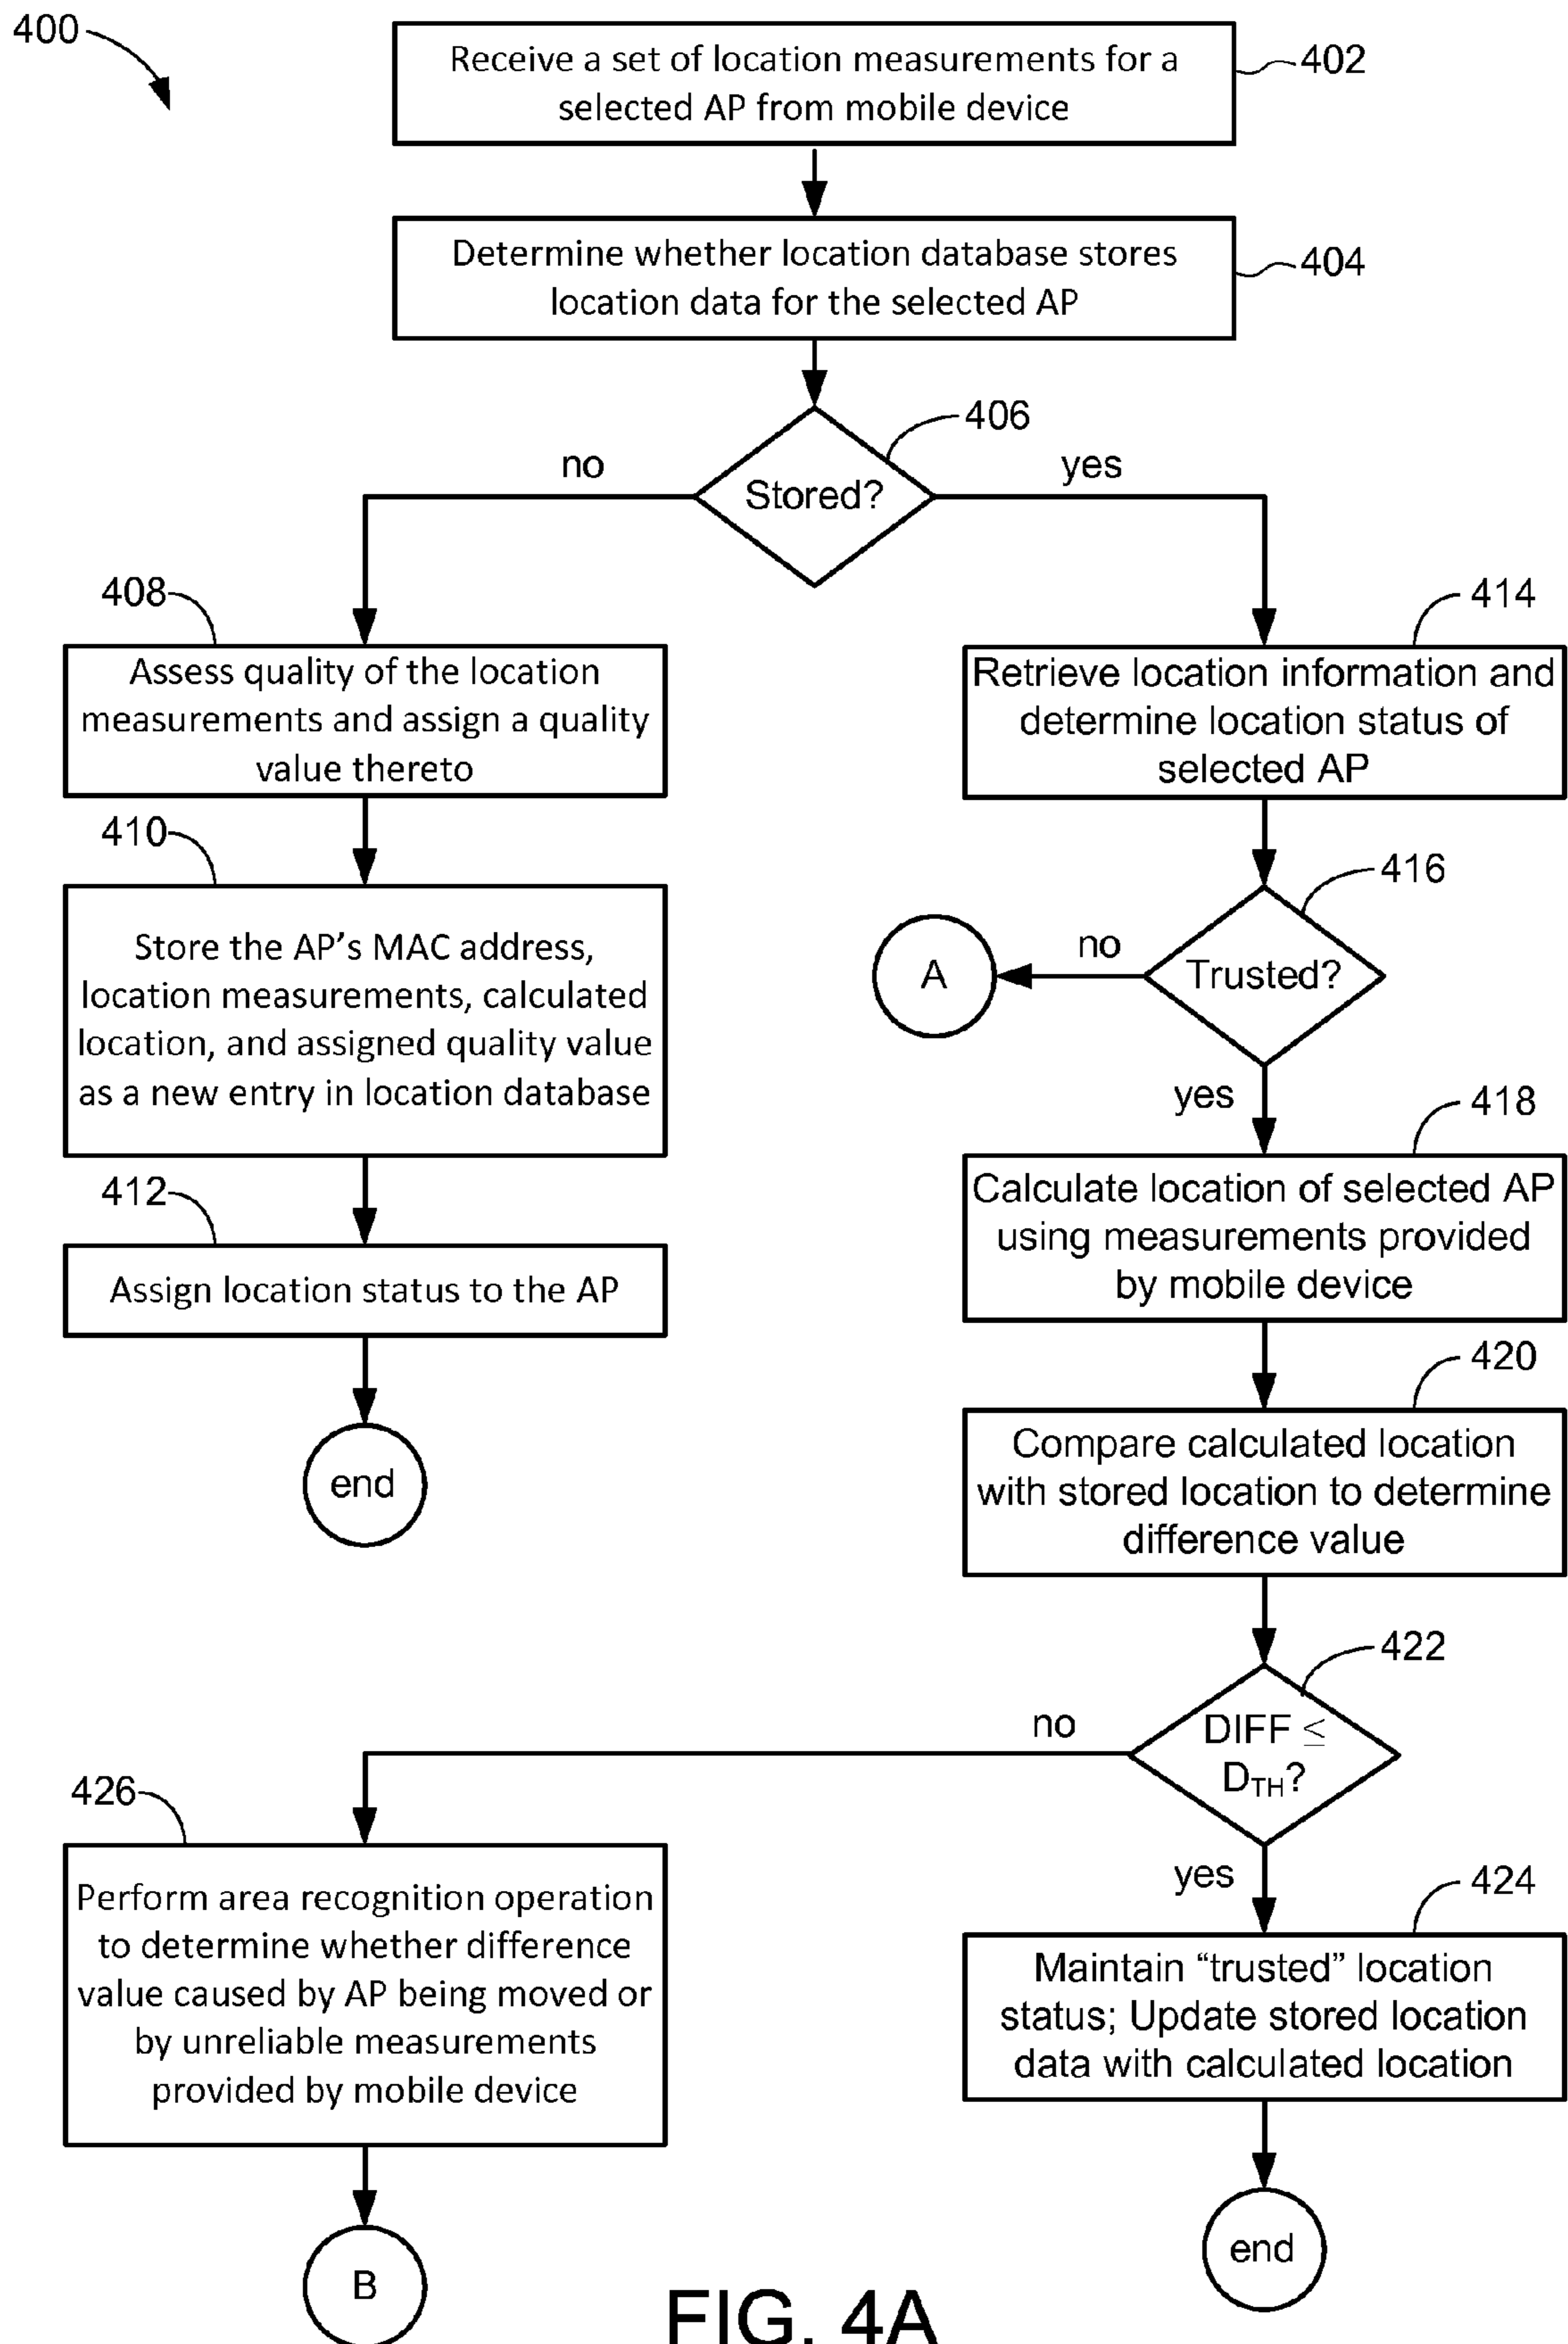 400
Receive a set of location measurements for a
selected AP from mobile device
402
Determine whether location database stores
location data for the selected AP
404
406
Stored?
no
yes
408
Assess quality of the location
measurements and assign a quality
value thereto
410
Store the AP's MAC address,
location measurements, calculated
location, and assigned quality value
as a new entry in location database
412
Assign location status to the AP
end
414
Retrieve location information and
determine location status of
selected AP
416
Trusted?
no
A
yes
418
Calculate location of selected AP
using measurements provided
by mobile device
420
Compare calculated location
with stored location to determine
difference value
422
DIFF ≤
DTH?
no
yes
426
Perform area recognition operation
to determine whether difference
value caused by AP being moved or
by unreliable measurements
provided by mobile device
B
424
Maintain “trusted” location
status; Update stored location
data with calculated location
end
FIG. 4A